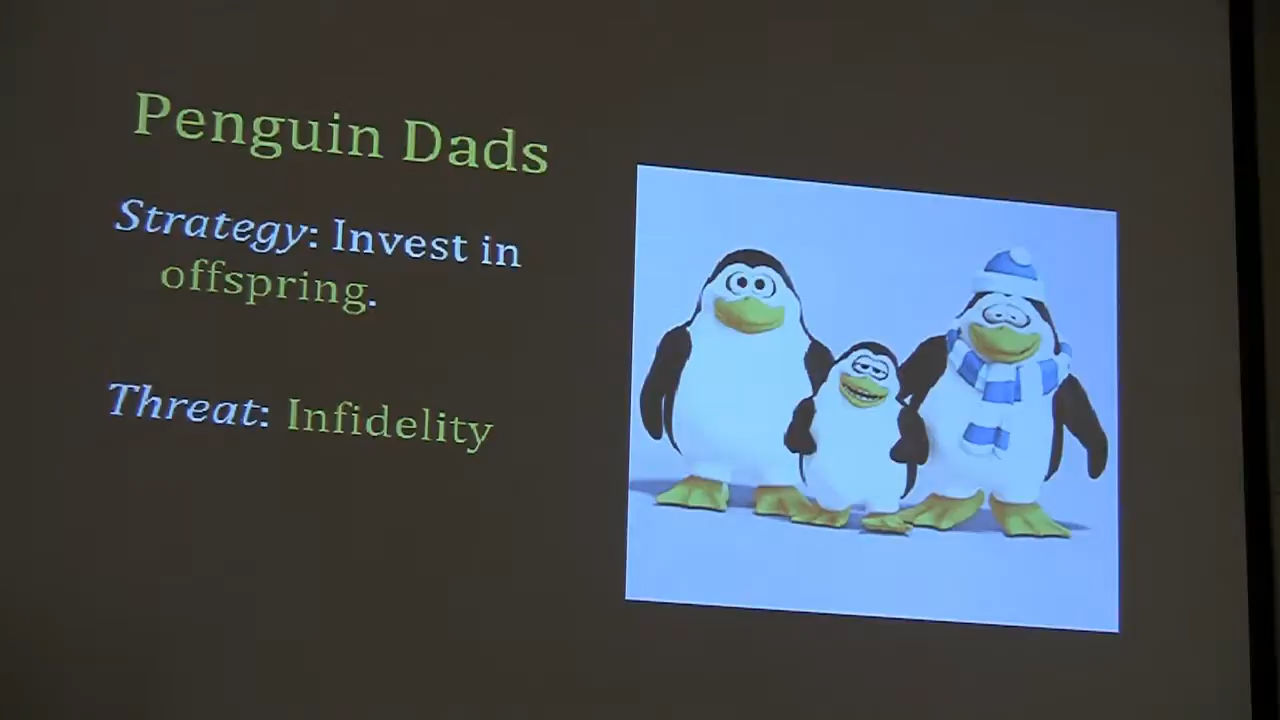 Penguin Dads
Strategy: Invest in
offspring.
Threat: Infidelity